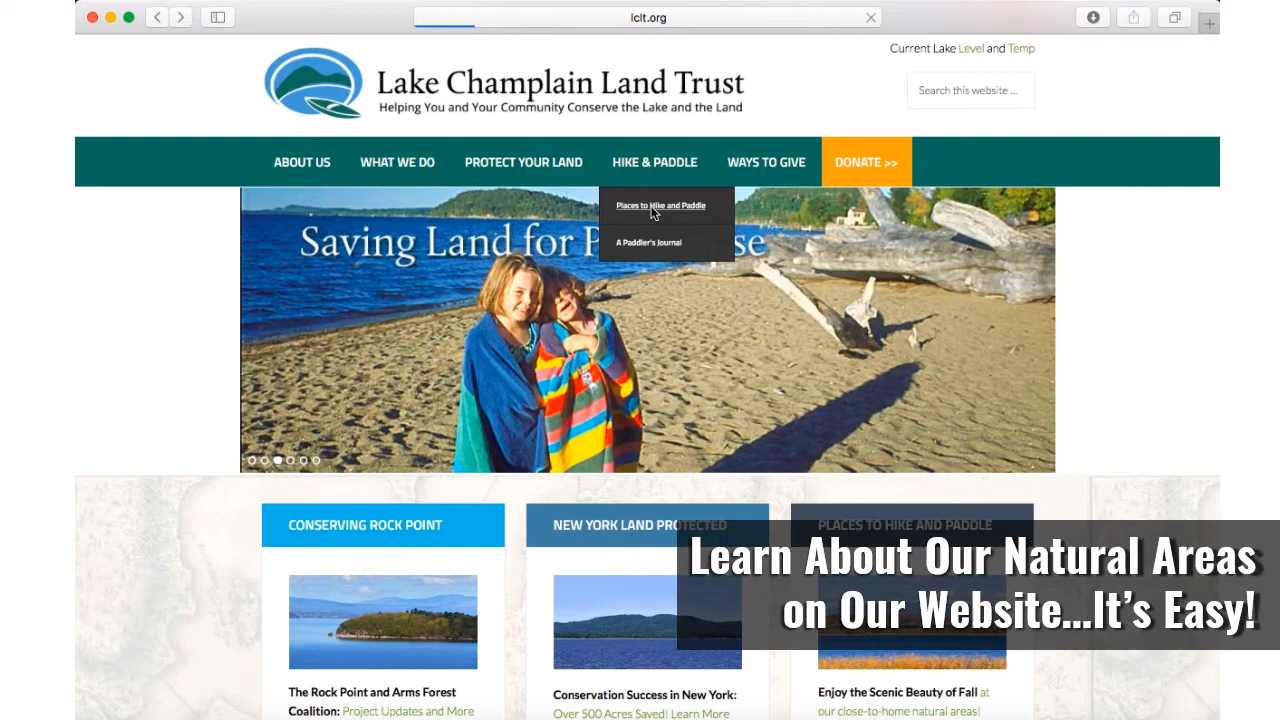 lclt.org
Current Lake Level and Temp
Lake Champlain Land Trust
Helping You and Your Community Conserve the Lake and the Land
Search this website ...
ABOUT US WHAT WE DO PROTECT YOUR LAND HIKE & PADDLE WAYS TO GIVE DONATE >>
Places to Hike and Paddle
A Paddler's Journal
Saving Land for P se
CONSERVING ROCK POINT
NEW YORK LAND PROTECTED
PLACES TO HIKE AND PADDLE
Learn About Our Natural Areas
on Our Website...It's Easy!
The Rock Point and Arms Forest
Coalition: Project Updates and More
Conservation Success in New York:
Over 500 Acres Saved! Learn More
Enjoy the Scenic Beauty of Fall at
our close-to-home natural areas!